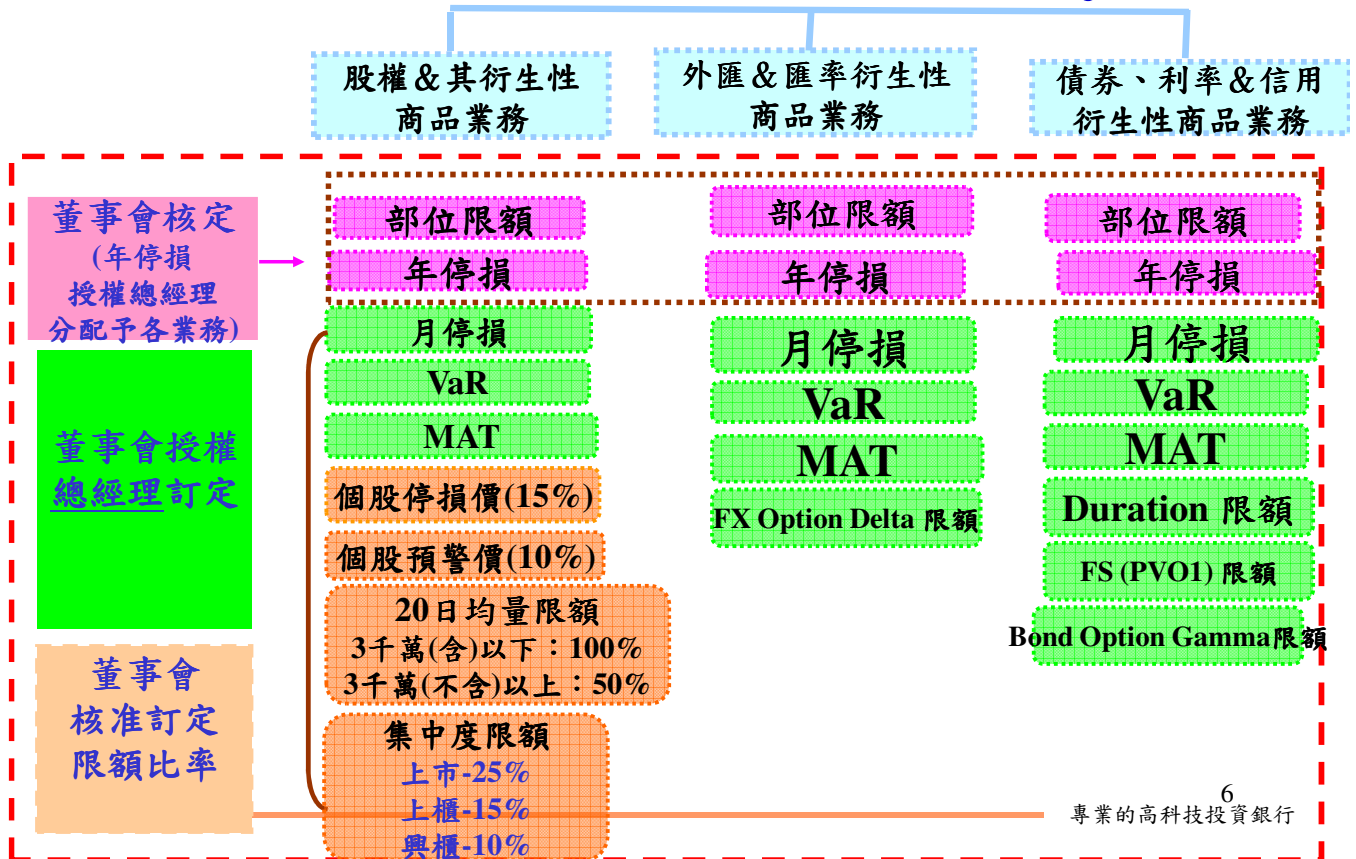 股權＆其衍生性
商品業務
外匯＆匯率衍生性
商品業務
債券、利率＆信用
衍生性商品業務
董事會核定
(年停損
授權總經理
分配予各業務)
董事會授權
總經理訂定
董事會
核准訂定
限額比率
部位限額
年停損
月停損
VaR
MAT
個股停損價(15%)
個股預警價(10%)
20日均量限額
3千萬(含)以下：100%
3千萬(不含)以上：50%
集中度限額
上市-25%
上櫃-15%
興櫃-10%
部位限額
年停損
月停損
VaR
MAT
FX Option Delta 限額
部位限額
年停損
月停損
VaR
MAT
Duration 限額
FS (PVO1) 限額
Bond Option Gamma限額
6
專業的高科技投資銀行